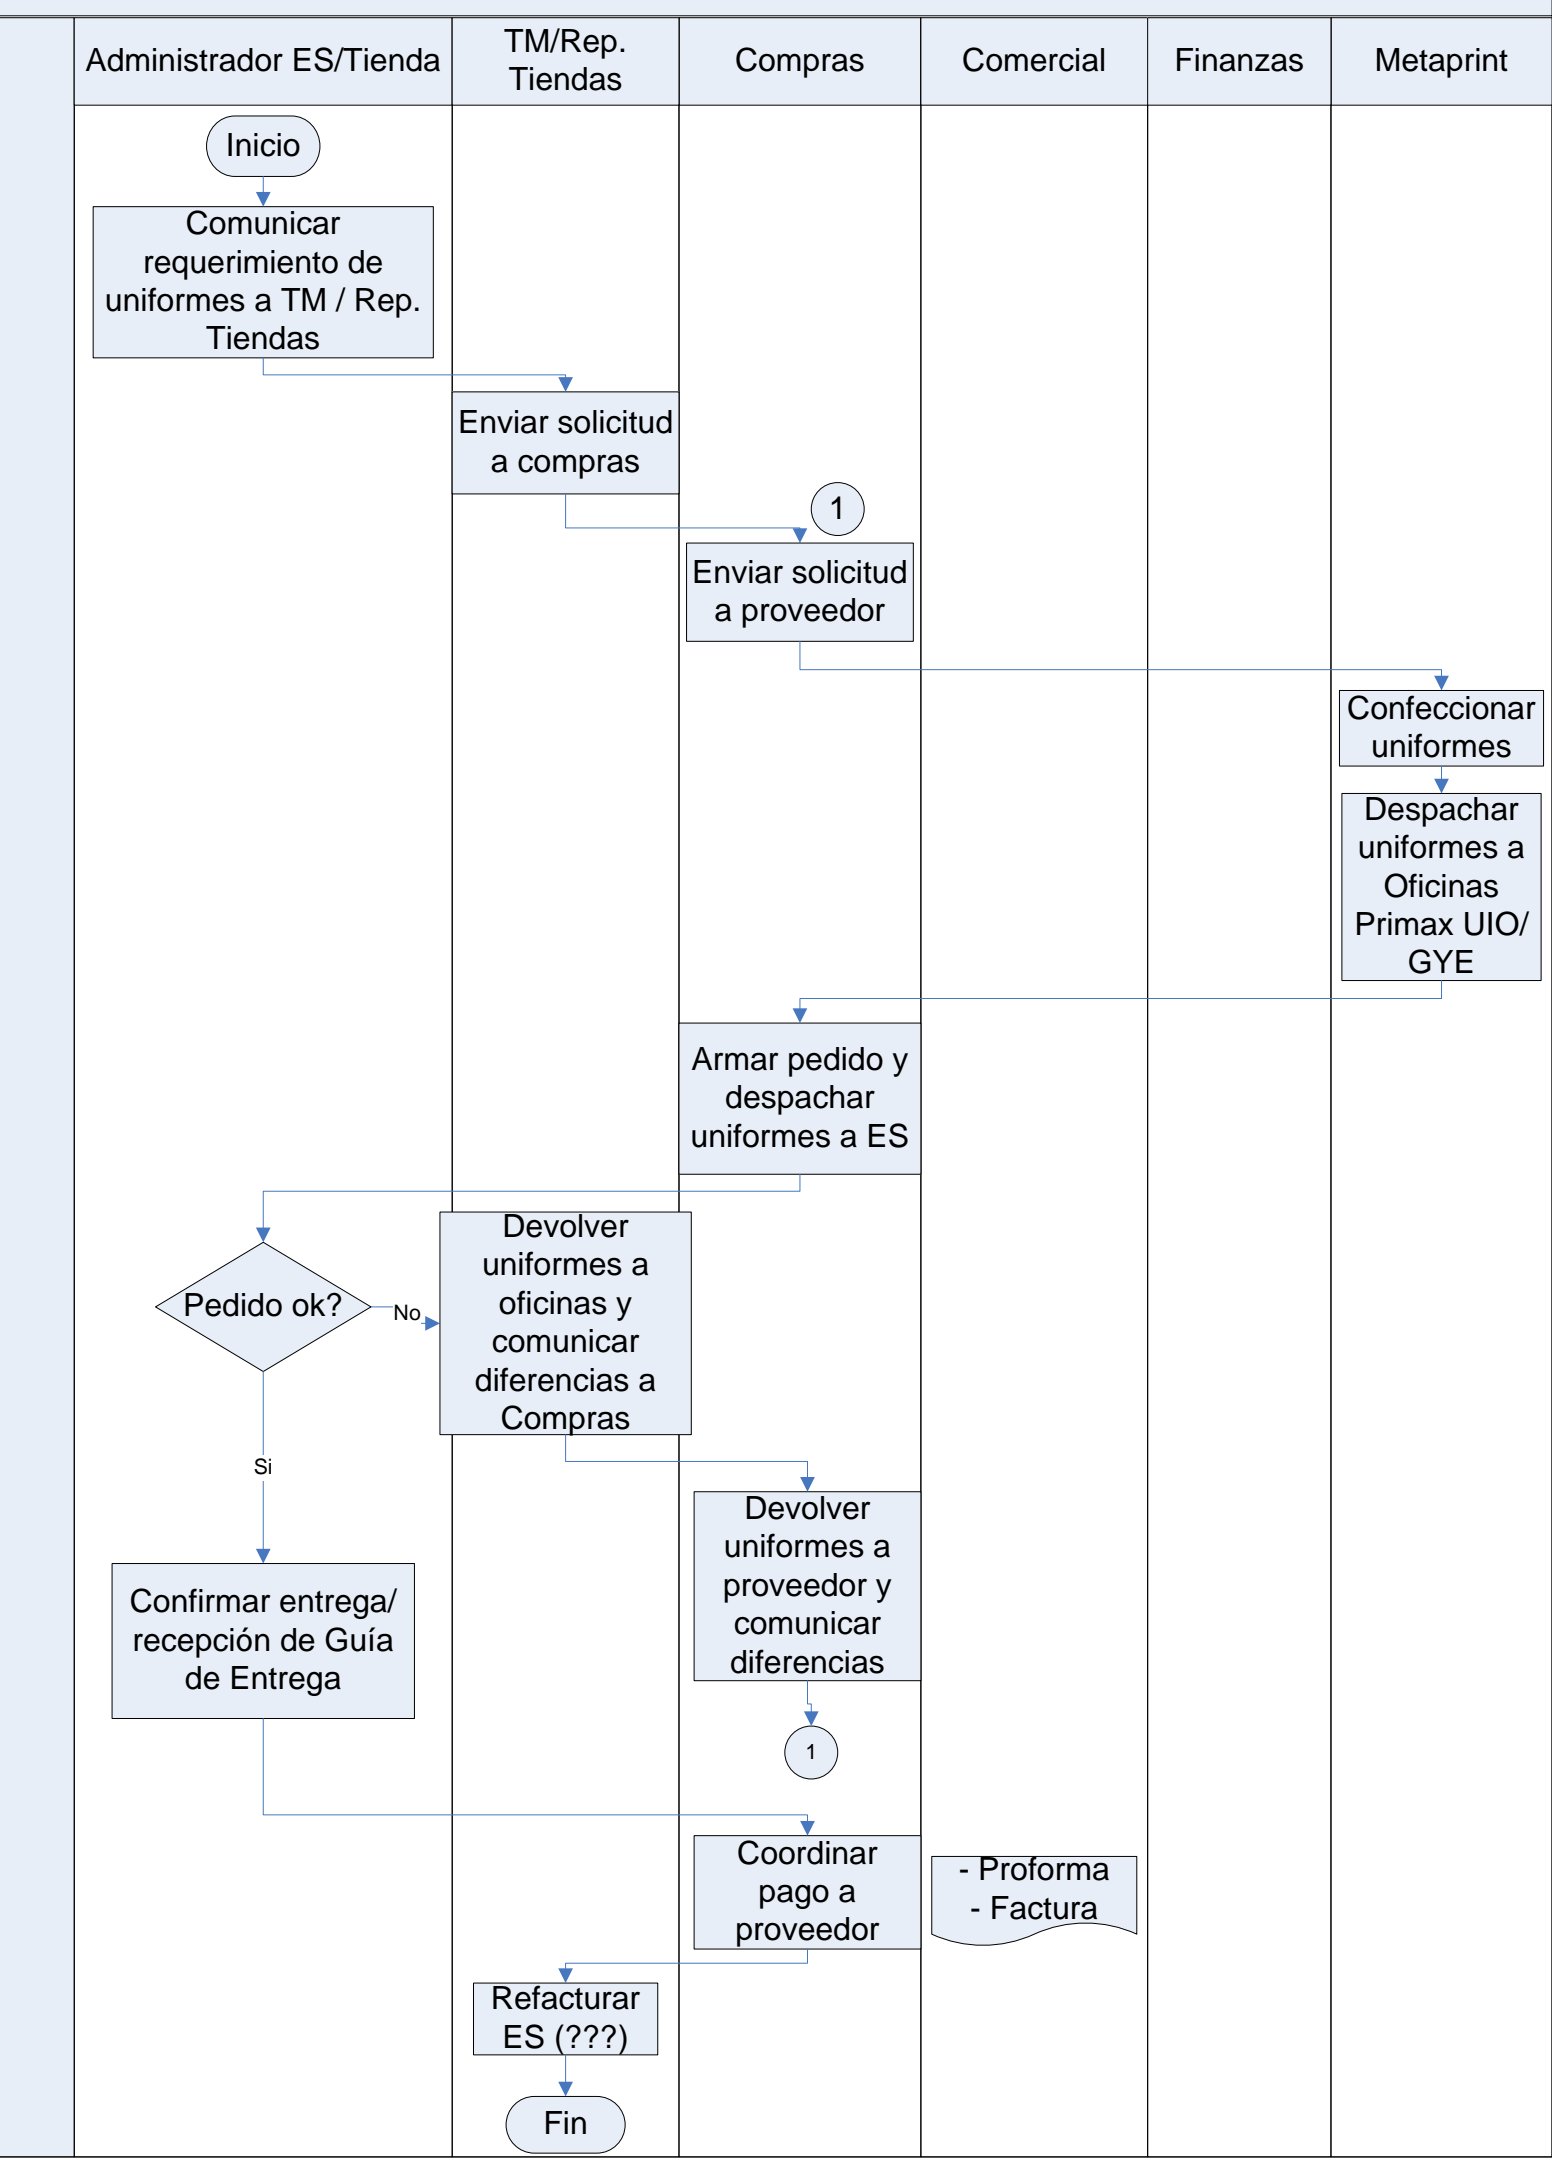 Administrador ES/Tienda
TM/Rep.
Tiendas
Compras
Comercial
Finanzas
Metaprint
Inicio
Comunicar
requerimiento de
uniformes a TM / Rep.
Tiendas
Enviar solicitud
a compras
1
Enviar solicitud
a proveedor
Confeccionar
uniformes
Despachar
uniformes a
Oficinas
Primax UIO/
GYE
Armar pedido y
despachar
uniformes a ES
Pedido ok?
No
Devolver
uniformes a
oficinas y
comunicar
diferencias a
Compras
Si
Devolver
uniformes a
proveedor y
comunicar
diferencias
Confirmar entrega/
recepción de Guía
de Entrega
1
Coordinar
pago a
proveedor
- Proforma
- Factura
Refacturar
ES (???)
Fin